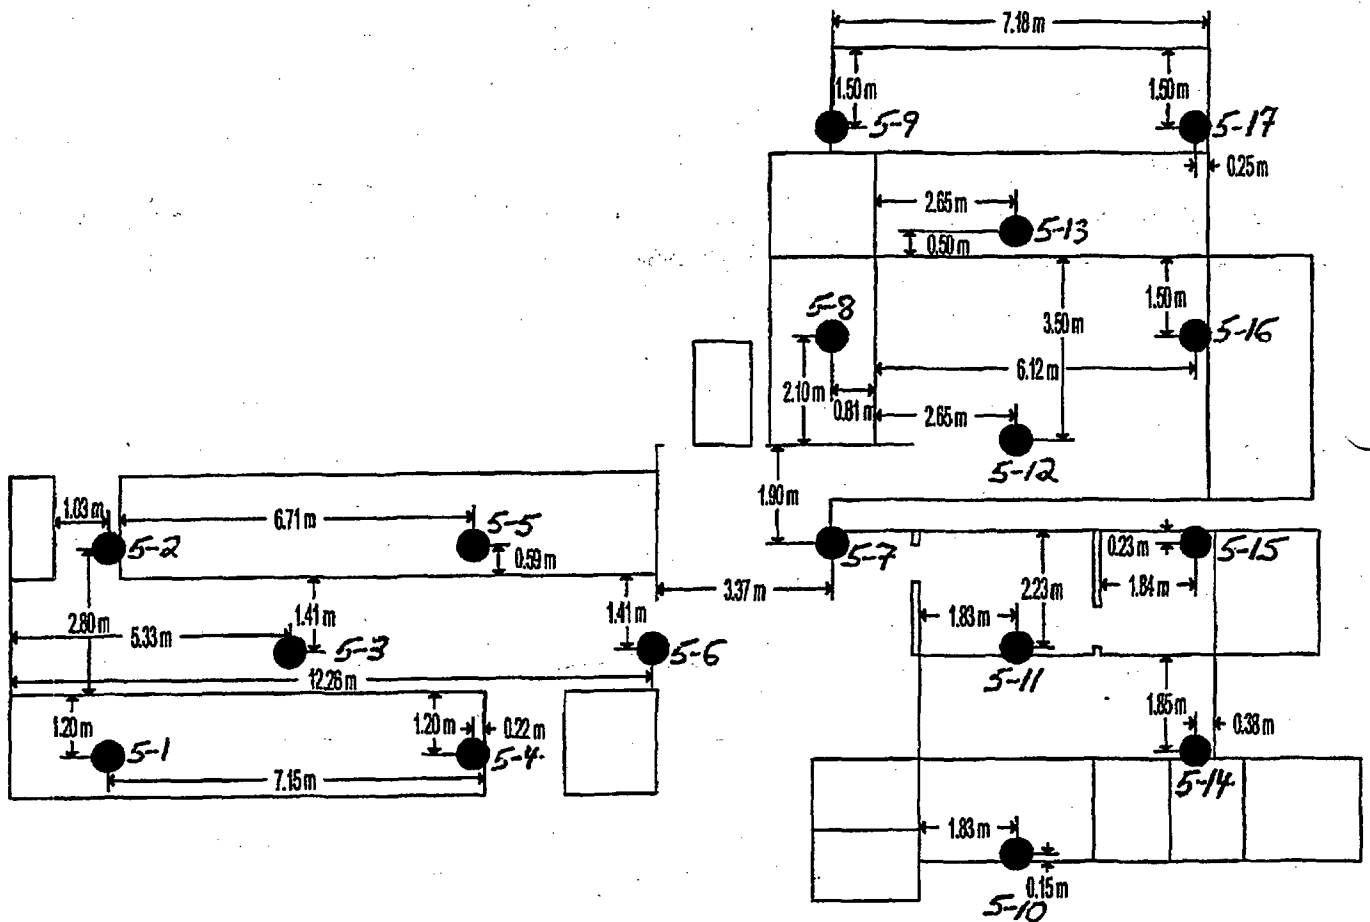 7.18 m
1.50 m
1.50 m
5-9
5-17
0.25 m
2.65 m
5-13
0.50 m
5-8
1.50 m
3.50 m
5-16
6.12 m
2.10 m
0.81 m
2.65 m
5-12
1.90 m
1.03 m
6.71 m
5-5
5-2
0.59 m
5-7
0.23 m
5-15
2.23 m
1.41 m
1.41 m
3.37 m
1.84 m
2.80 m
5.33 m
1.83 m
5-3
5-6
12.26 m
5-11
1.20 m
1.20 m
0.22 m
1.85 m
0.38 m
5-1
5-4
7.15 m
5-14
1.83 m
0.15 m
5-10